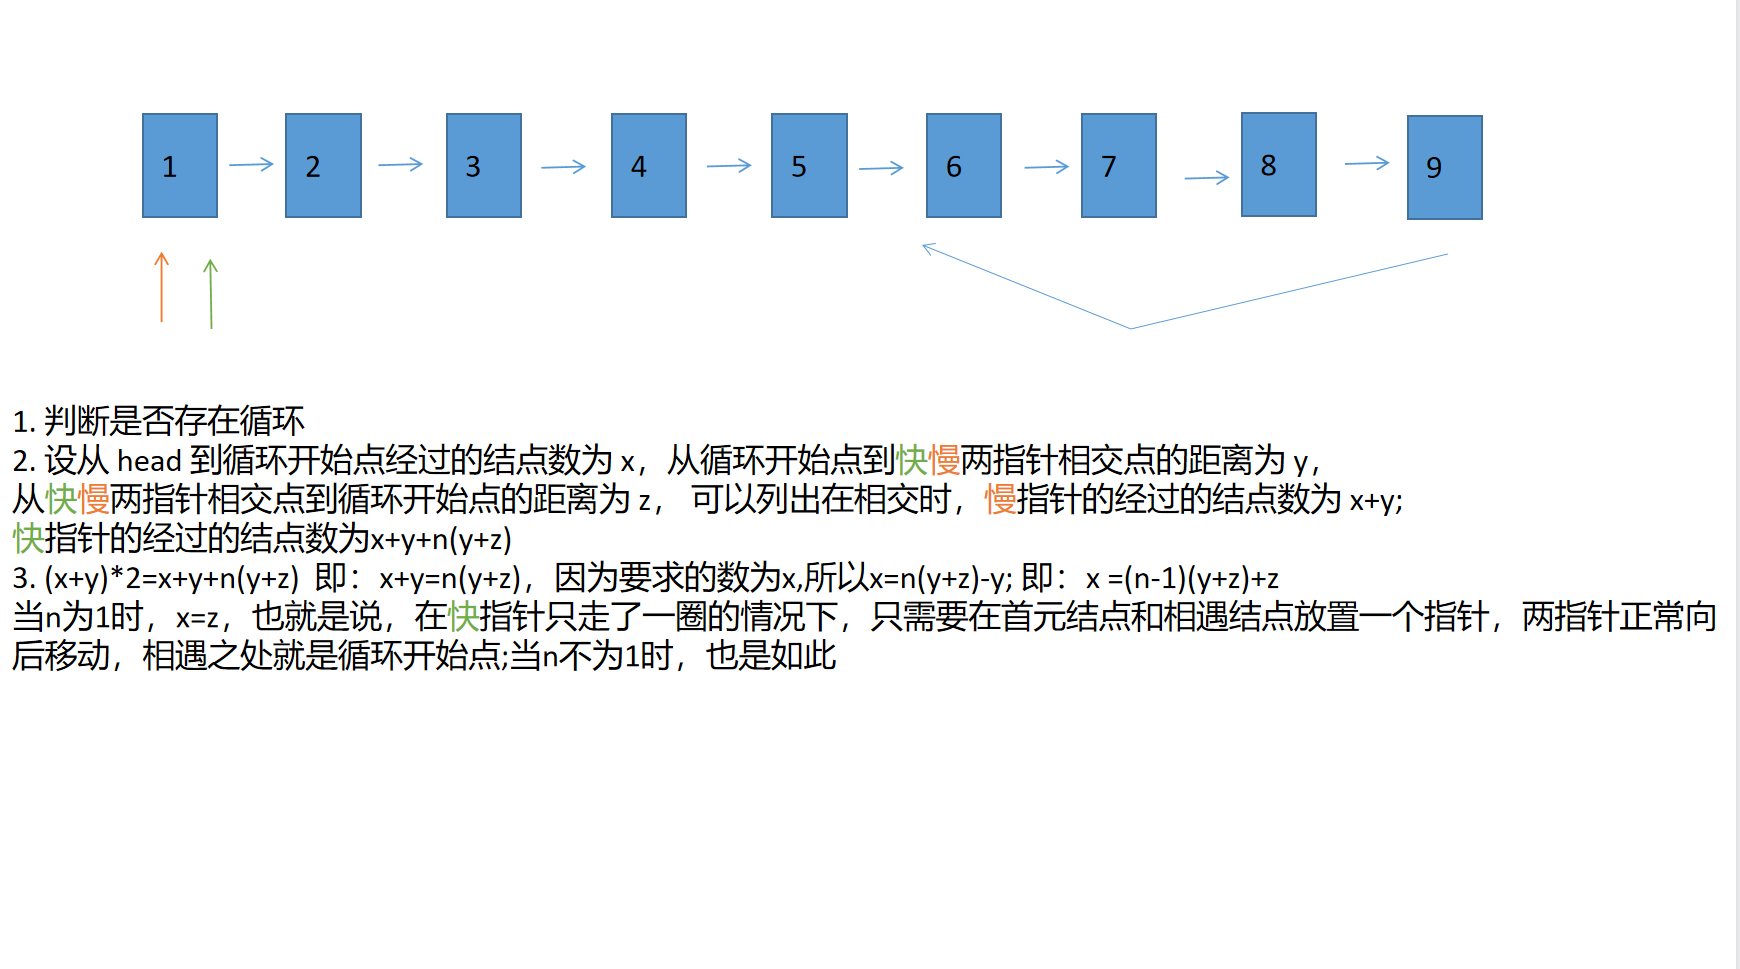 1 2 3 4 5 6 7 8 9
1. 判断是否存在循环
2. 设从 head 到循环开始点经过的结点数为 x，从循环开始点到快慢两指针相交点的距离为 y，
从快慢两指针相交点到循环开始点的距离为 z， 可以列出在相交时，慢指针的经过的结点数为 x+y;
快指针的经过的结点数为x+y+n(y+z)
3. (x+y)*2=x+y+n(y+z) 即：x+y=n(y+z)，因为要求的数为x,所以x=n(y+z)-y; 即：x =(n-1)(y+z)+z
当n为1时，x=z，也就是说，在快指针只走了一圈的情况下，只需要在首元结点和相遇结点放置一个指针，两指针正常向
后移动，相遇之处就是循环开始点;当n不为1时，也是如此